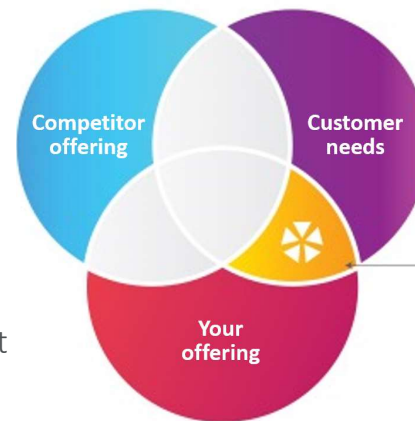 Competitor
offering
Customer
needs
Your
offering